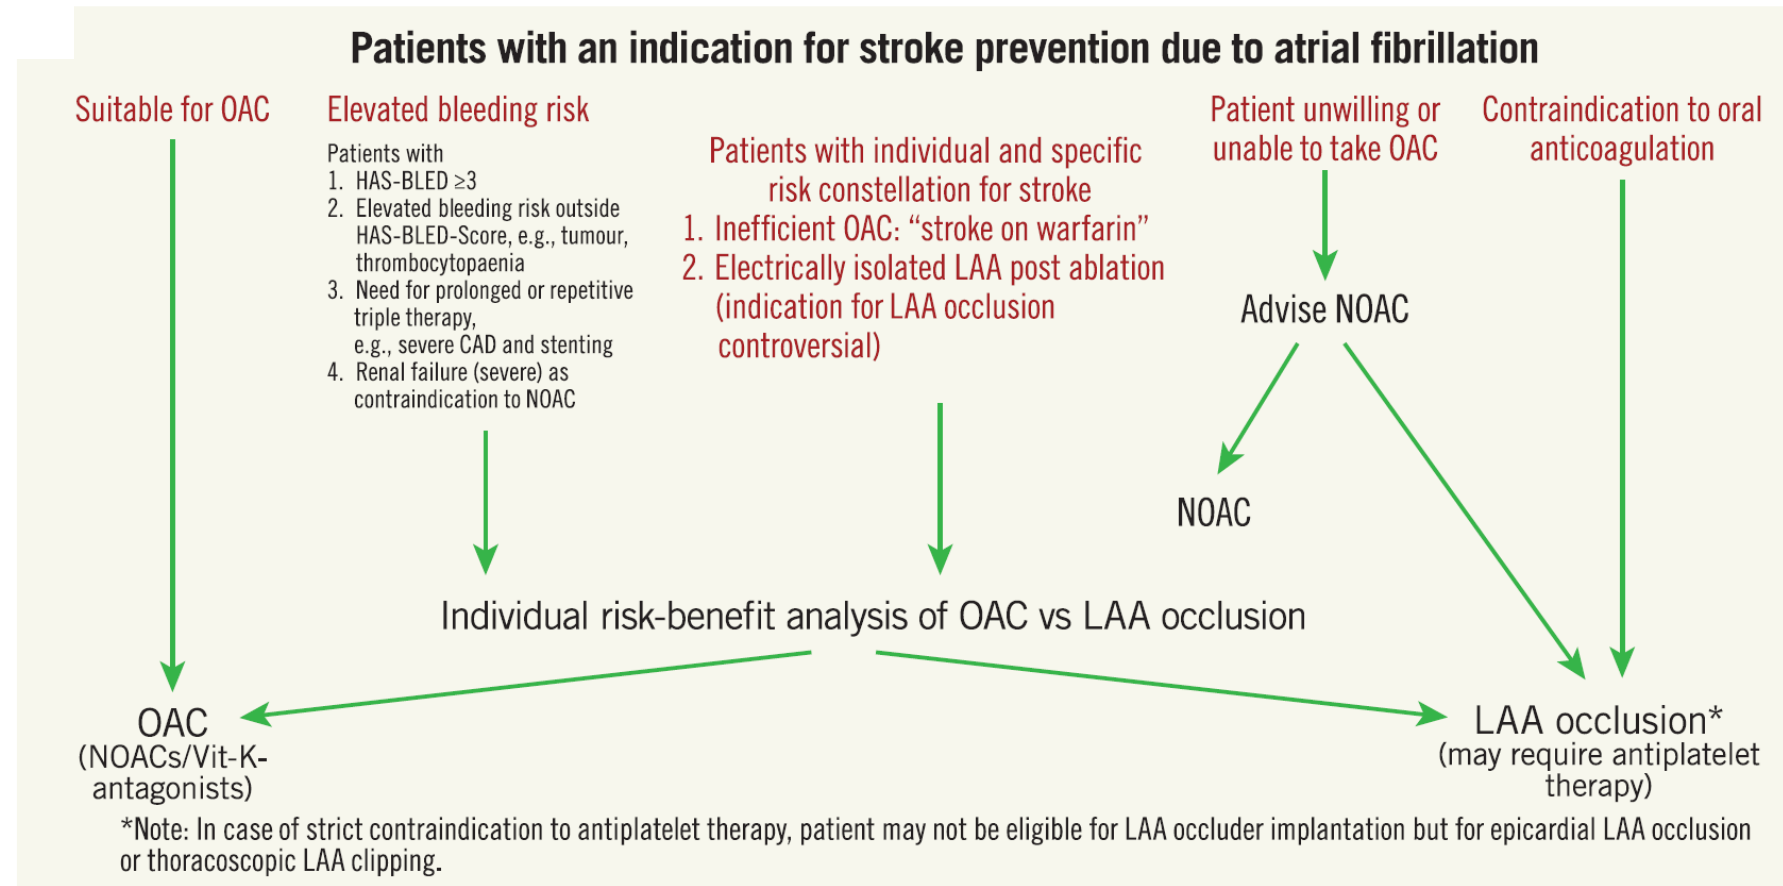 Patients with an indication for stroke prevention due to atrial fibrillation
Suitable for OAC
Elevated bleeding risk
Patients with
1. HAS-BLED ≥3
2. Elevated bleeding risk outside
HAS-BLED-Score, e.g., tumour,
thrombocytopaenia
3. Need for prolonged or repetitive
triple therapy,
e.g., severe CAD and stenting
4. Renal failure (severe) as
contraindication to NOAC
Patients with individual and specific
risk constellation for stroke
1. Inefficient OAC: “stroke on warfarin”
2. Electrically isolated LAA post ablation
(indication for LAA occlusion
controversial)
Patient unwilling or
unable to take OAC
Contraindication to oral
anticoagulation
Advise NOAC
NOAC
Individual risk-benefit analysis of OAC vs LAA occlusion
OAC
(NOACs/Vit-K-
antagonists)
LAA occlusion*
(may require antiplatelet
therapy)
*Note: In case of strict contraindication to antiplatelet therapy, patient may not be eligible for LAA occluder implantation but for epicardial LAA occlusion
or thoracoscopic LAA clipping.